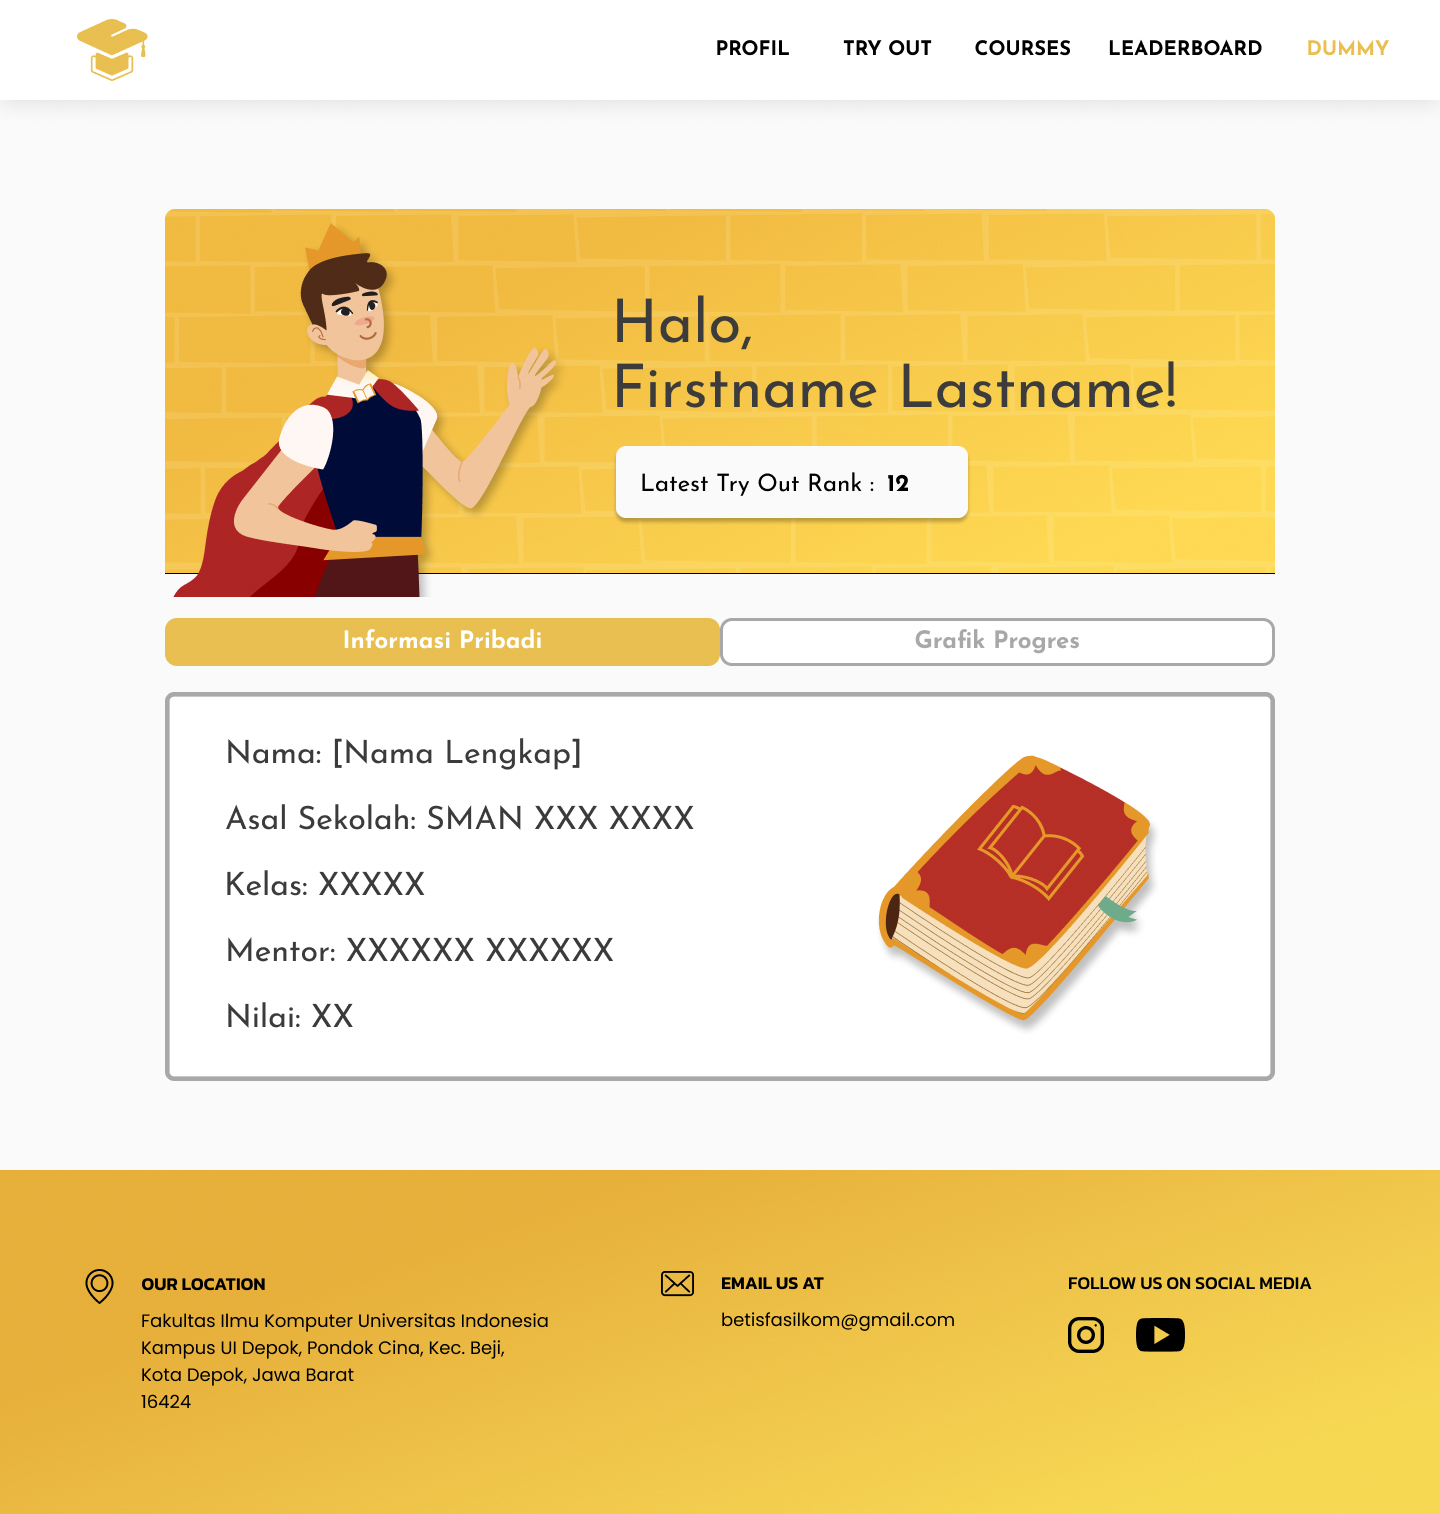 PROFIL TRY OUT COURSES LEADERBOARD DUMMY
Halo,
Firstname Lastname!
Latest Try Out Rank : 12
Informasi Pribadi
Grafik Progres
Nama: [Nama Lengkap]
Asal Sekolah: SMAN XXX XXXX
Kelas: XXXXX
Mentor: XXXXXX XXXXXX
Nilai: XX
OUR LOCATION
Fakultas Ilmu Komputer Universitas Indonesia
Kampus UI Depok, Pondok Cina, Kec. Beji,
Kota Depok, Jawa Barat
16424
EMAIL US AT
betisfasilkom@gmail.com
FOLLOW US ON SOCIAL MEDIA